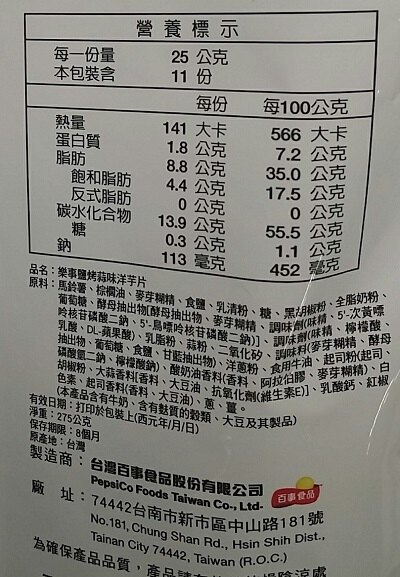 營養標示
每一份量 25 公克
本包裝含 11 份
每份 每100公克
熱量 141 大卡 566 大卡
蛋白質 1.8 公克 7.2 公克
脂肪 8.8 公克 35.0 公克
飽和脂肪 4.4 公克 17.5 公克
反式脂肪 0 公克 0 公克
碳水化合物 13.9 公克 55.5 公克
糖 0.3 公克 1.1 公克
鈉 113 毫克 452 毫克
品名：樂事鹽烤蒜味洋芋片
原料：馬鈴薯、棕櫚油、麥芽糊精、食鹽、乳清粉、糖、黑胡椒粉、全脂奶粉、
葡萄糖、酵母抽出物[酵母抽出物、麥芽糊精、調味劑(味精、5'-次黃嘌
呤核苷磷酸二鈉、5'-鳥嘌呤核苷磷酸二鈉)]、調味劑(味精、檸檬酸、
乳酸、DL-蘋果酸)、乳脂粉、蒜粉、二氧化矽、調味料(麥芽糊精、酵母
抽出物、葡萄糖、食鹽、甘藍抽出物)、洋蔥粉、食用牛油、起司粉(起司、
磷酸氫二鈉、檸檬酸鈉)、酸奶油香料(香料、阿拉伯膠、麥芽糊精)、白
胡椒粉、大蒜香料[香料、大豆油、抗氧化劑(維生素E)]、乳酸鈣、紅椒
色素、起司香料(香料、大豆油)、蔥、薑。
(本產品含有牛奶、含有麩質的穀類、大豆及其製品)
有效日期：打印於包裝上(西元年/月/日)
淨重：275公克
保存期限：8個月
原產地：台灣
製造商：台灣百事食品股份有限公司
PepsiCo Foods Taiwan Co., Ltd.
百事食品
廠 址：74442台南市新市區中山路181號
No.181, Chung Shan Rd., Hsin Shih Dist.,
Tainan City 74442, Taiwan (R.O.C.)
為確保產品品質，產品請